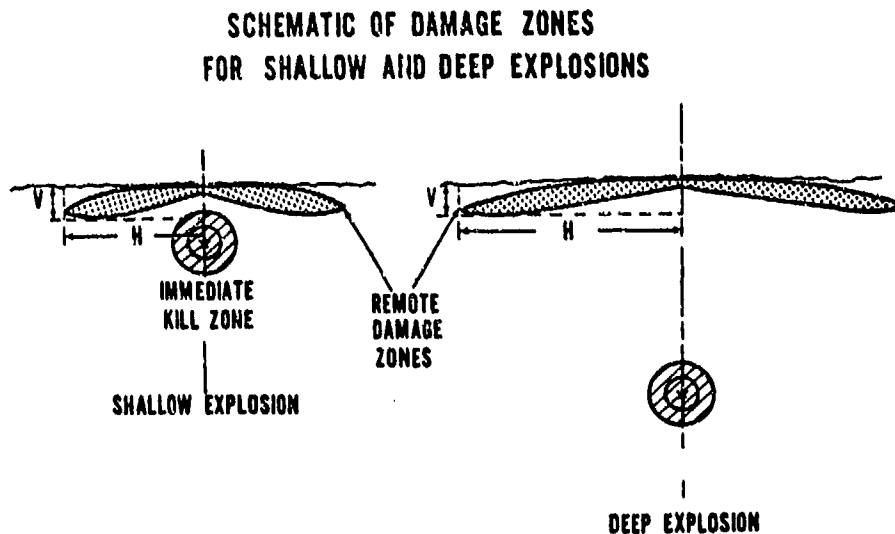 SCHEMATIC OF DAMAGE ZONES
FOR SHALLOW AND DEEP EXPLOSIONS
V
H
IMMEDIATE
KILL ZONE
SHALLOW EXPLOSION
REMOTE
DAMAGE
ZONES
V
H
DEEP EXPLOSION